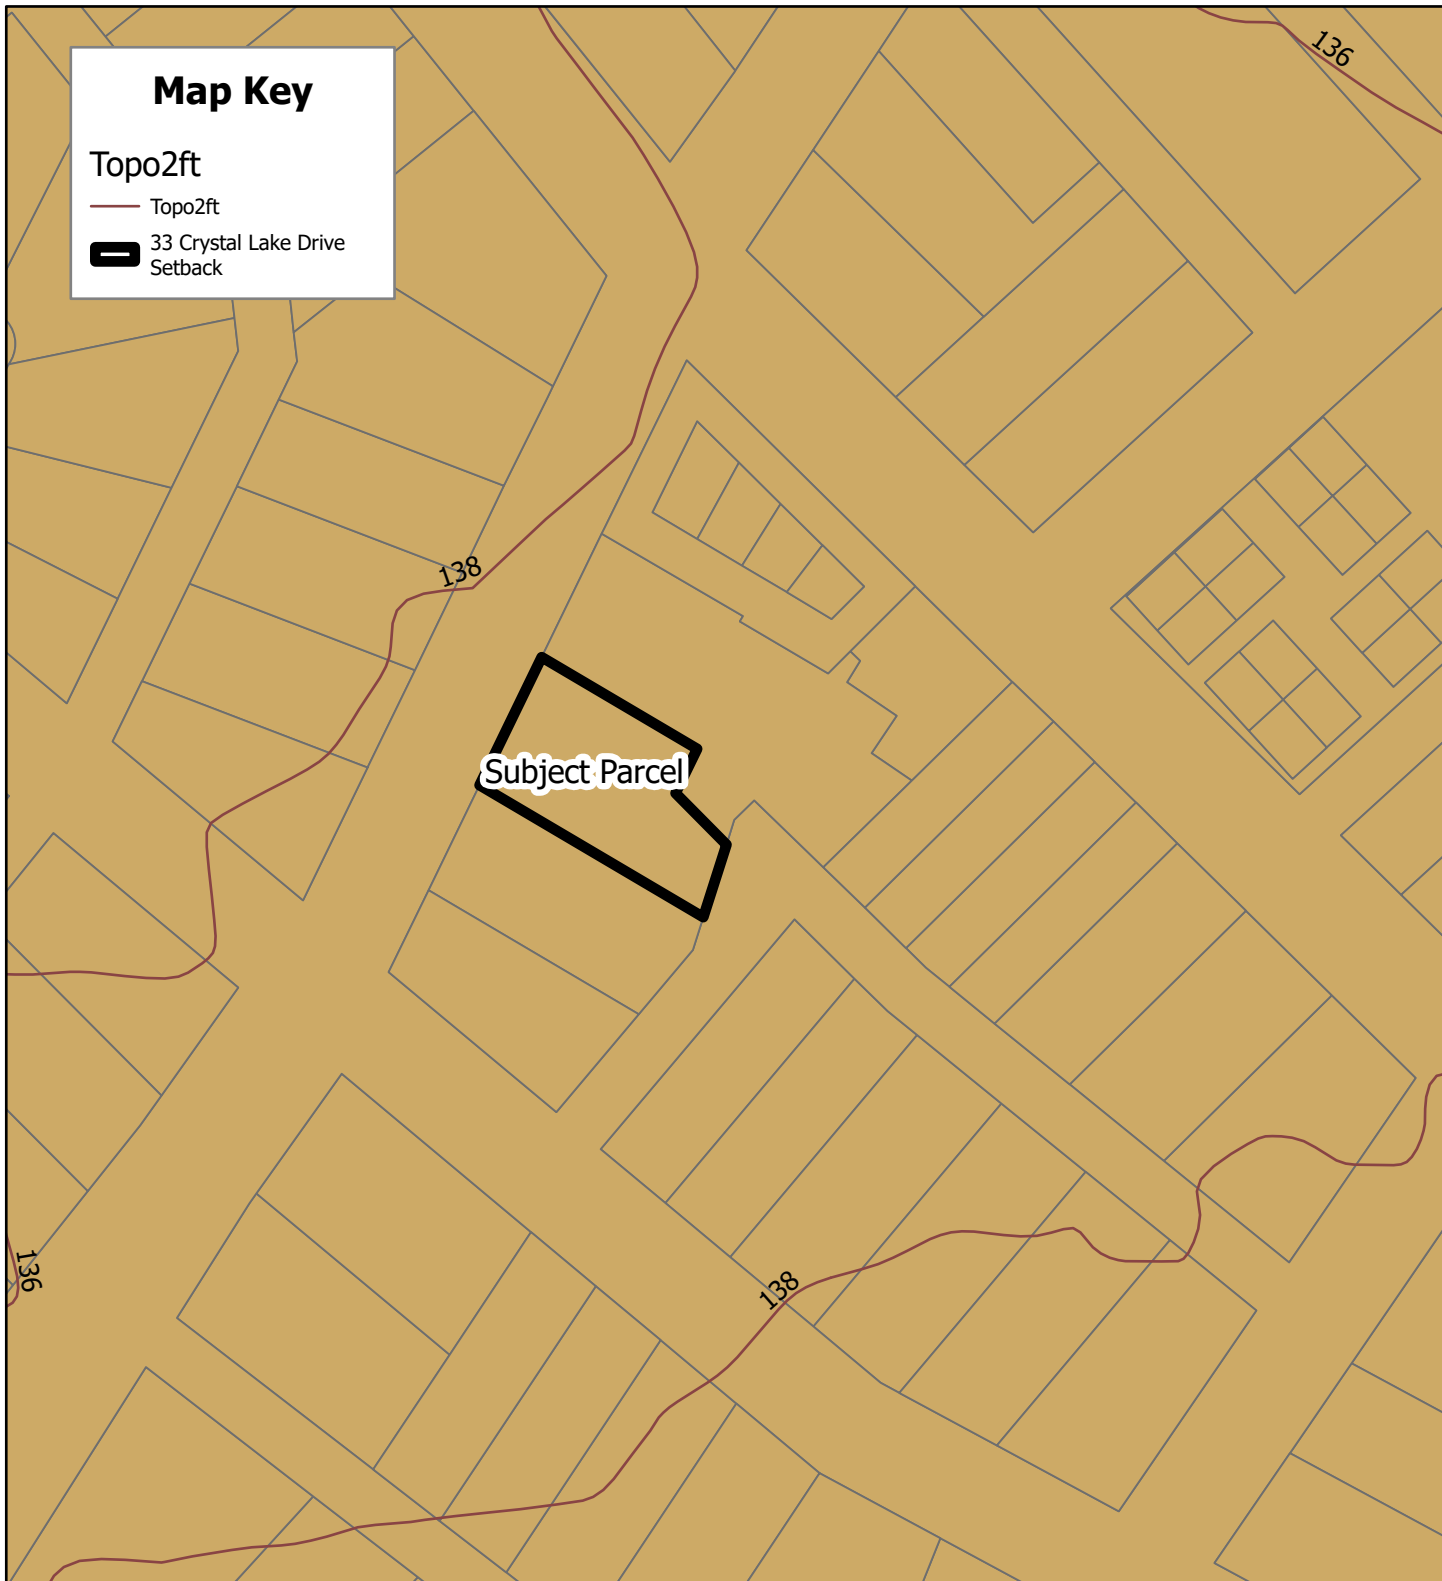 136
Map Key
Topo2ft
Topo2ft
33 Crystal Lake Drive
Setback
138
Subject Parcel
136
138